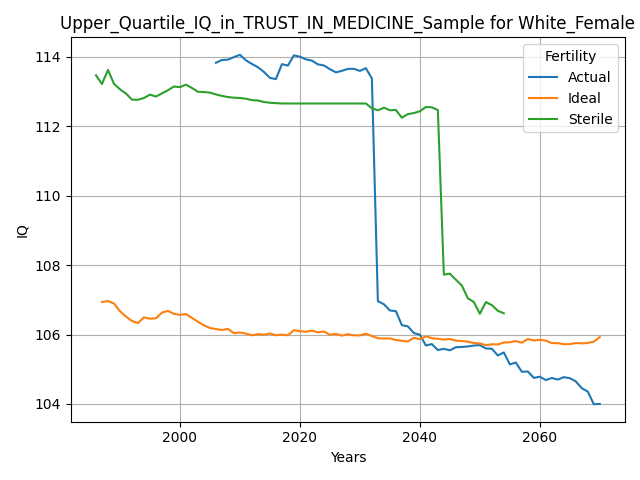 Upper_Quartile_IQ_in_TRUST_IN_MEDICINE_Sample for White_Female
Fertility
Actual
Ideal
Sterile
IQ
114
112
110
108
106
104
2000
2020
2040
2060
Years